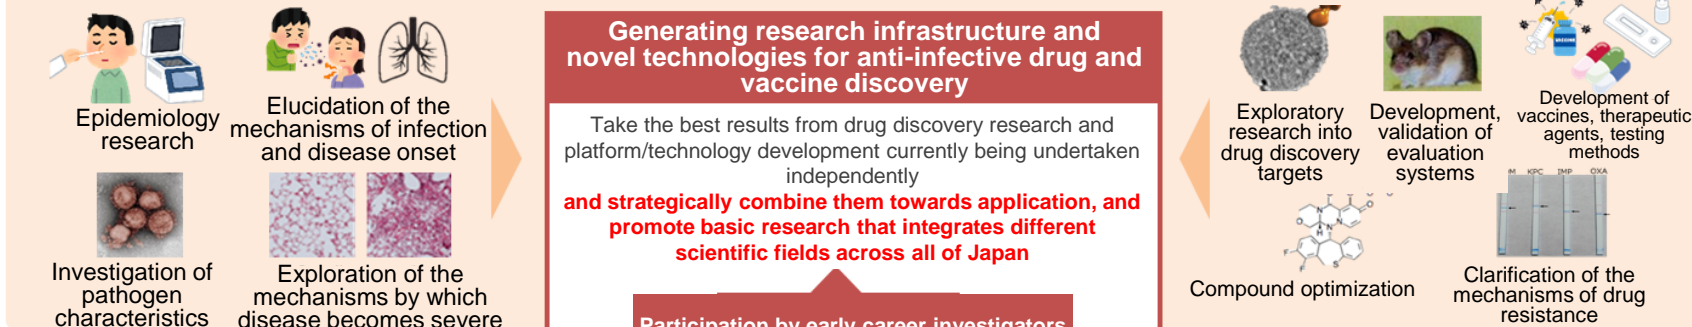 Epidemiology
research
Elucidation of the
mechanisms of infection
and disease onset
Investigation of
pathogen
characteristics
Exploration of the
mechanisms by which
disease becomes severe
Generating research infrastructure and
novel technologies for anti-infective drug and
vaccine discovery
Take the best results from drug discovery research and
platform/technology development currently being undertaken
independently
and strategically combine them towards application, and
promote basic research that integrates different
scientific fields across all of Japan
Participation by early career investigators
Exploratory
research into
drug discovery
targets
Development,
validation of
evaluation
systems
VACCINE
Development of
vaccines, therapeutic
agents, testing
methods
Compound optimization
KPC IMP OXA
Clarification of the
mechanisms of drug
resistance